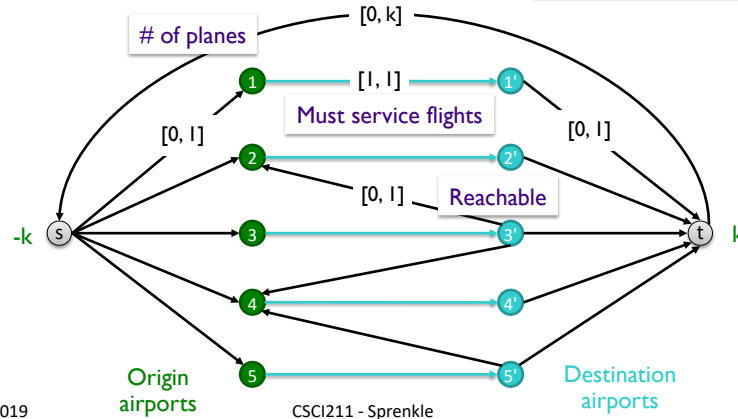 [0, k]
# of planes
1
[1, 1]
1'
Must service flights
[0, 1]
[0, 1]
2
2'
[0, 1]
Reachable
-k
s
3
3'
t
4
4'
5
5'
Origin
airports
Destination
airports
019
CSCI211 - Sprenkle